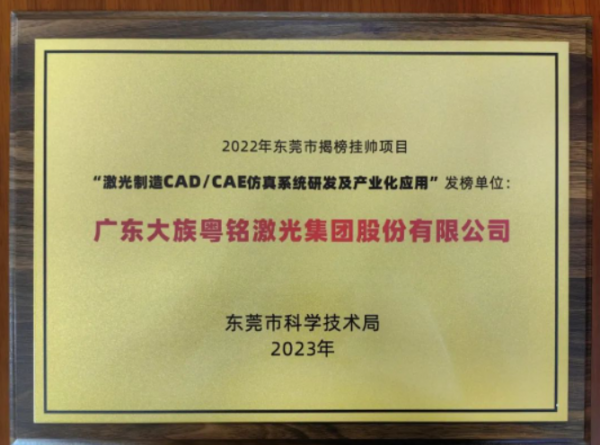 2022年东莞市揭榜挂帅项目
“激光制造CAD/CAE仿真系统研发及产业化应用”发榜单位：
广东大族粤铭激光集团股份有限公司
东莞市科学技术局
2023年